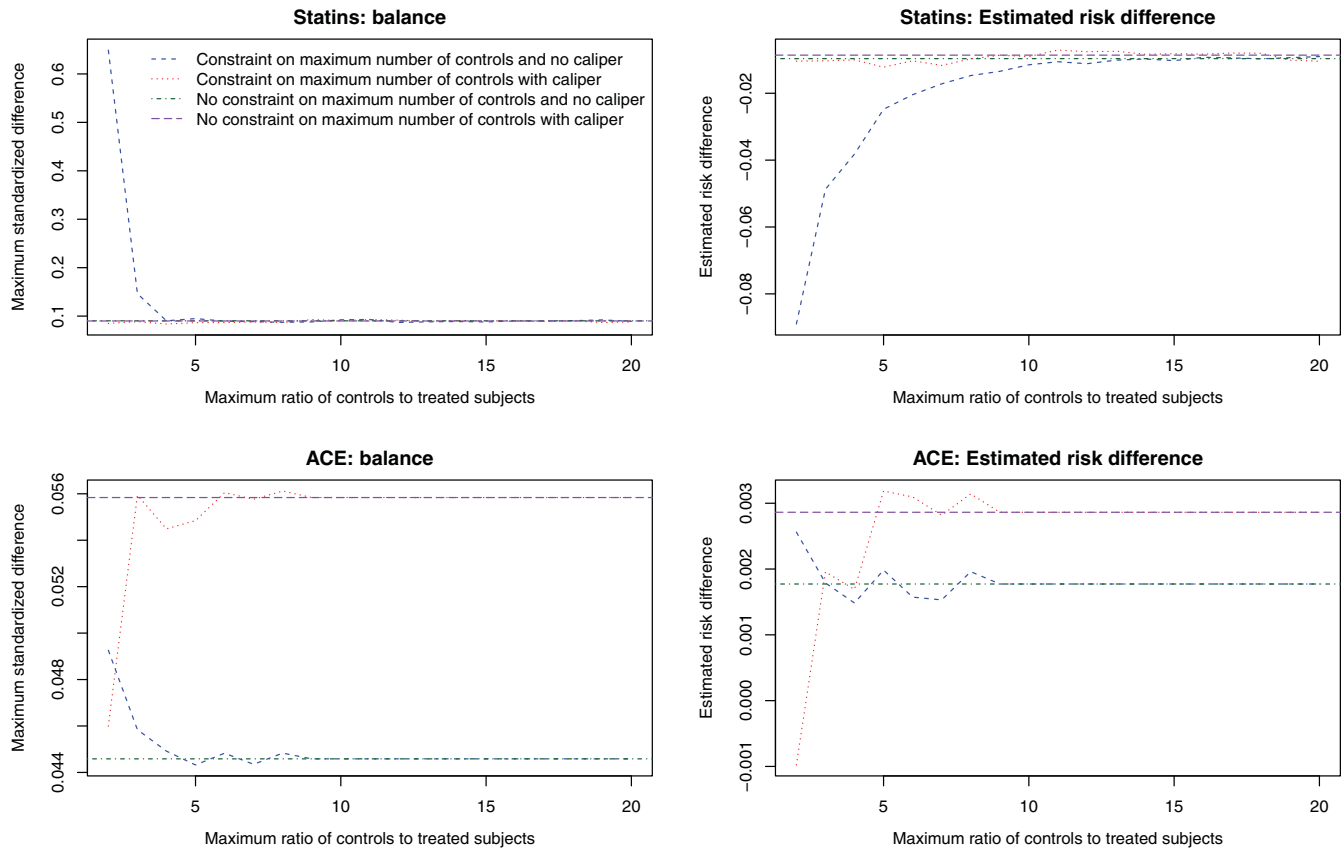 Statins: balance
Maximum standardized difference
0.6
0.5
0.4
0.3
0.2
0.1
Constraint on maximum number of controls and no caliper
Constraint on maximum number of controls with caliper
No constraint on maximum number of controls and no caliper
No constraint on maximum number of controls with caliper
5 10 15 20
Maximum ratio of controls to treated subjects
Statins: Estimated risk difference
Estimated risk difference
−0.02
−0.04
−0.06
−0.08
5 10 15 20
Maximum ratio of controls to treated subjects
ACE: balance
Maximum standardized difference
0.056
0.052
0.048
0.044
5 10 15 20
Maximum ratio of controls to treated subjects
ACE: Estimated risk difference
Estimated risk difference
0.003
0.002
0.001
0.000
−0.001
5 10 15 20
Maximum ratio of controls to treated subjects